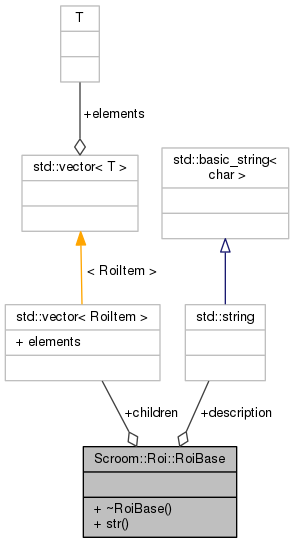 T
+elements
std::vector< T >
std::basic_string<
char >
< RoiItem >
std::vector< RoiItem >
+ elements
std::string
+children
+description
Scroom::Roi::RoiBase
+ ~RoiBase()
+ str()